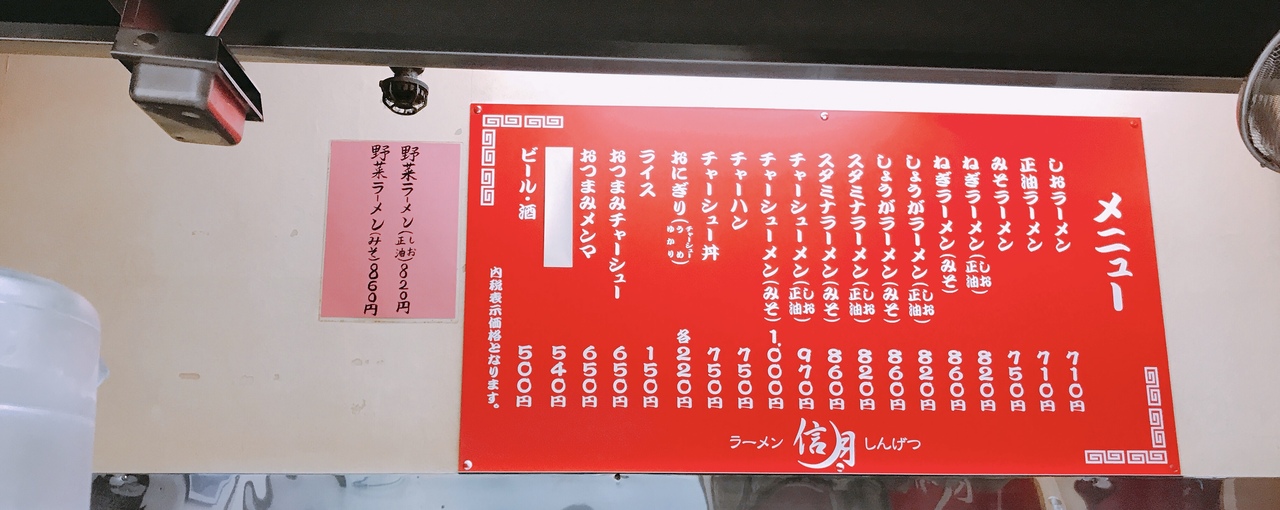 メニュー
しおラーメン 710円
正油ラーメン 710円
みそラーメン 750円
ねぎラーメン(しお 正油) 820円
ねぎラーメン(みそ) 860円
しょうがラーメン(しお 正油) 820円
しょうがラーメン(みそ) 860円
スタミナラーメン(しお 正油) 820円
スタミナラーメン(みそ) 860円
チャーシューメン(しお 正油) 970円
チャーシューメン(みそ) 1,000円
チャーハン 750円
チャーシュー丼 750円
おにぎり(チャーシュー うめ ゆかり) 各220円
ライス 150円
おつまみチャーシュー 650円
おつまみメンマ 650円
540円
ビール・酒 500円
内税表示価格となります。
ラーメン 信月 しんげつ
野菜ラーメン(しお 正油)820円
野菜ラーメン(みそ)860円